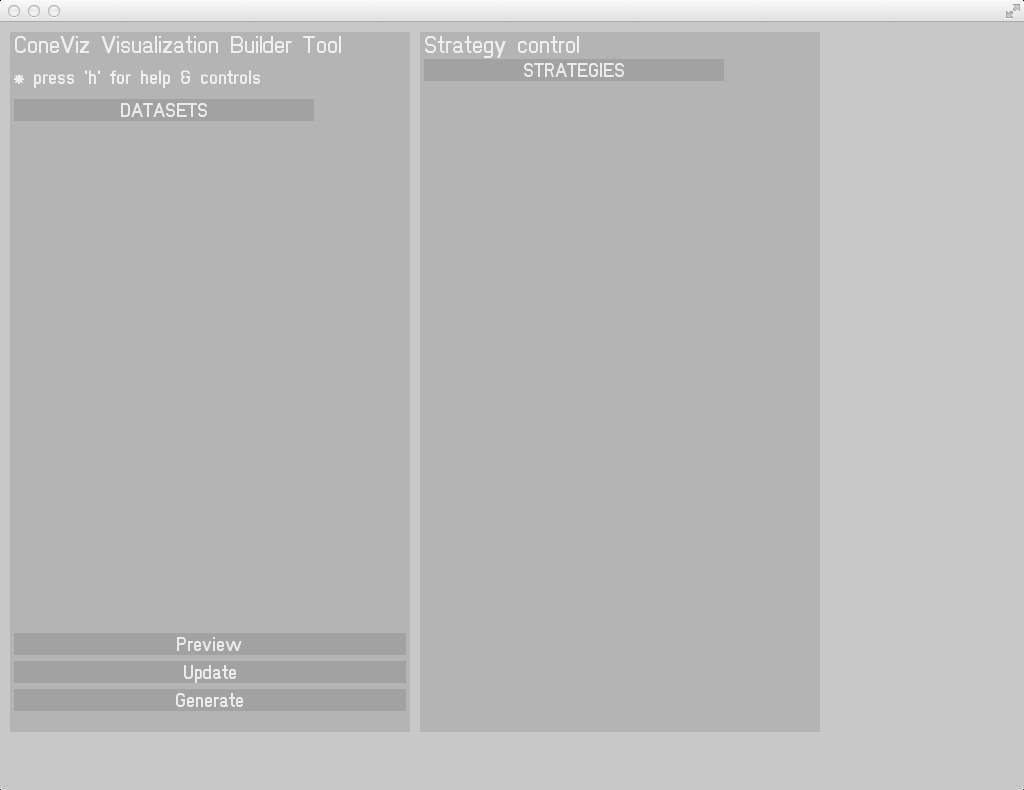 ConeViz Visualization Builder Tool
* press 'h' for help & controls
DATASETS
Preview
Update
Generate
Strategy control
STRATEGIES